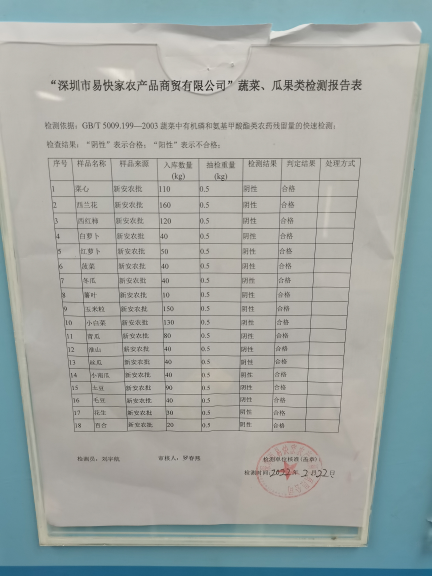 “深圳市易快家农产品商贸有限公司”蔬菜、瓜果类检测报告表
检测依据：GB/T 5009.199—2003 蔬菜中有机磷和氨基甲酸酯类农药残留量的快速检测；
检查结果：“阴性”表示合格；“阳性”表示不合格；
序号 样品名称 样品来源 入库数量(kg) 抽检重量(kg) 检测结果 判定结果 处理方式
1 菜心 新安农批 110 0.5 阴性 合格
2 西兰花 新安农批 160 0.5 阴性 合格
3 西红柿 新安农批 120 0.5 阴性 合格
4 白萝卜 新安农批 40 0.5 阴性 合格
5 红萝卜 新安农批 50 0.5 阴性 合格
6 蔬菜 新安农批 40 0.5 阴性 合格
7 冬瓜 新安农批 40 0.5 阴性 合格
8 新安农批 10 0.5 阴性 合格
9 玉米粒 新安农批 150 0.5 阴性 合格
10 小白菜 新安农批 130 0.5 阴性 合格
11 青瓜 新安农批 80 0.5 阴性 合格
12 淮山 新安农批 40 0.5 阴性 合格
13 丝瓜 新安农批 40 0.5 阴性 合格
14 小南瓜 新安农批 40 0.5 阴性 合格
15 土豆 新安农批 90 0.5 阴性 合格
16 毛豆 新安农批 40 0.5 阴性 合格
17 花生 新安农批 30 0.5 阴性 合格
18 百合 新安农批 20 0.5 阴性 合格
检测员：刘宇航 审核人：罗春艳 检测单位核准(盖章)：
检测时间：2022年2月22日